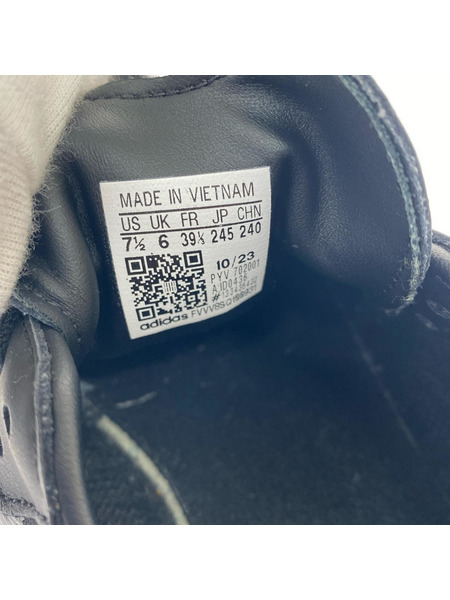 MADE IN VIETNAM
US UK FR JP CHN
7½ 6 39⅓ 245 240
10/23
PYV 702001
adidas